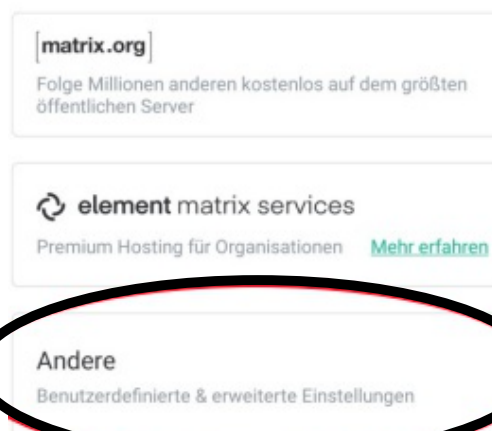 [matrix.org]
Folge Millionen anderen kostenlos auf dem größten
öffentlichen Server
element matrix services
Premium Hosting für Organisationen Mehr erfahren
Andere
Benutzerdefinierte & erweiterte Einstellungen